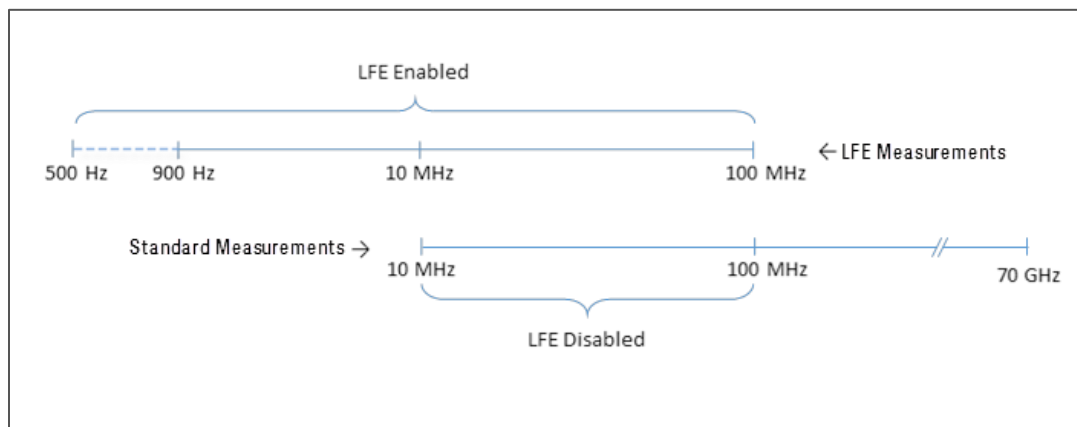 LFE Enabled
500 Hz 900 Hz 10 MHz 100 MHz ← LFE Measurements
Standard Measurements → 10 MHz 100 MHz 70 GHz
LFE Disabled